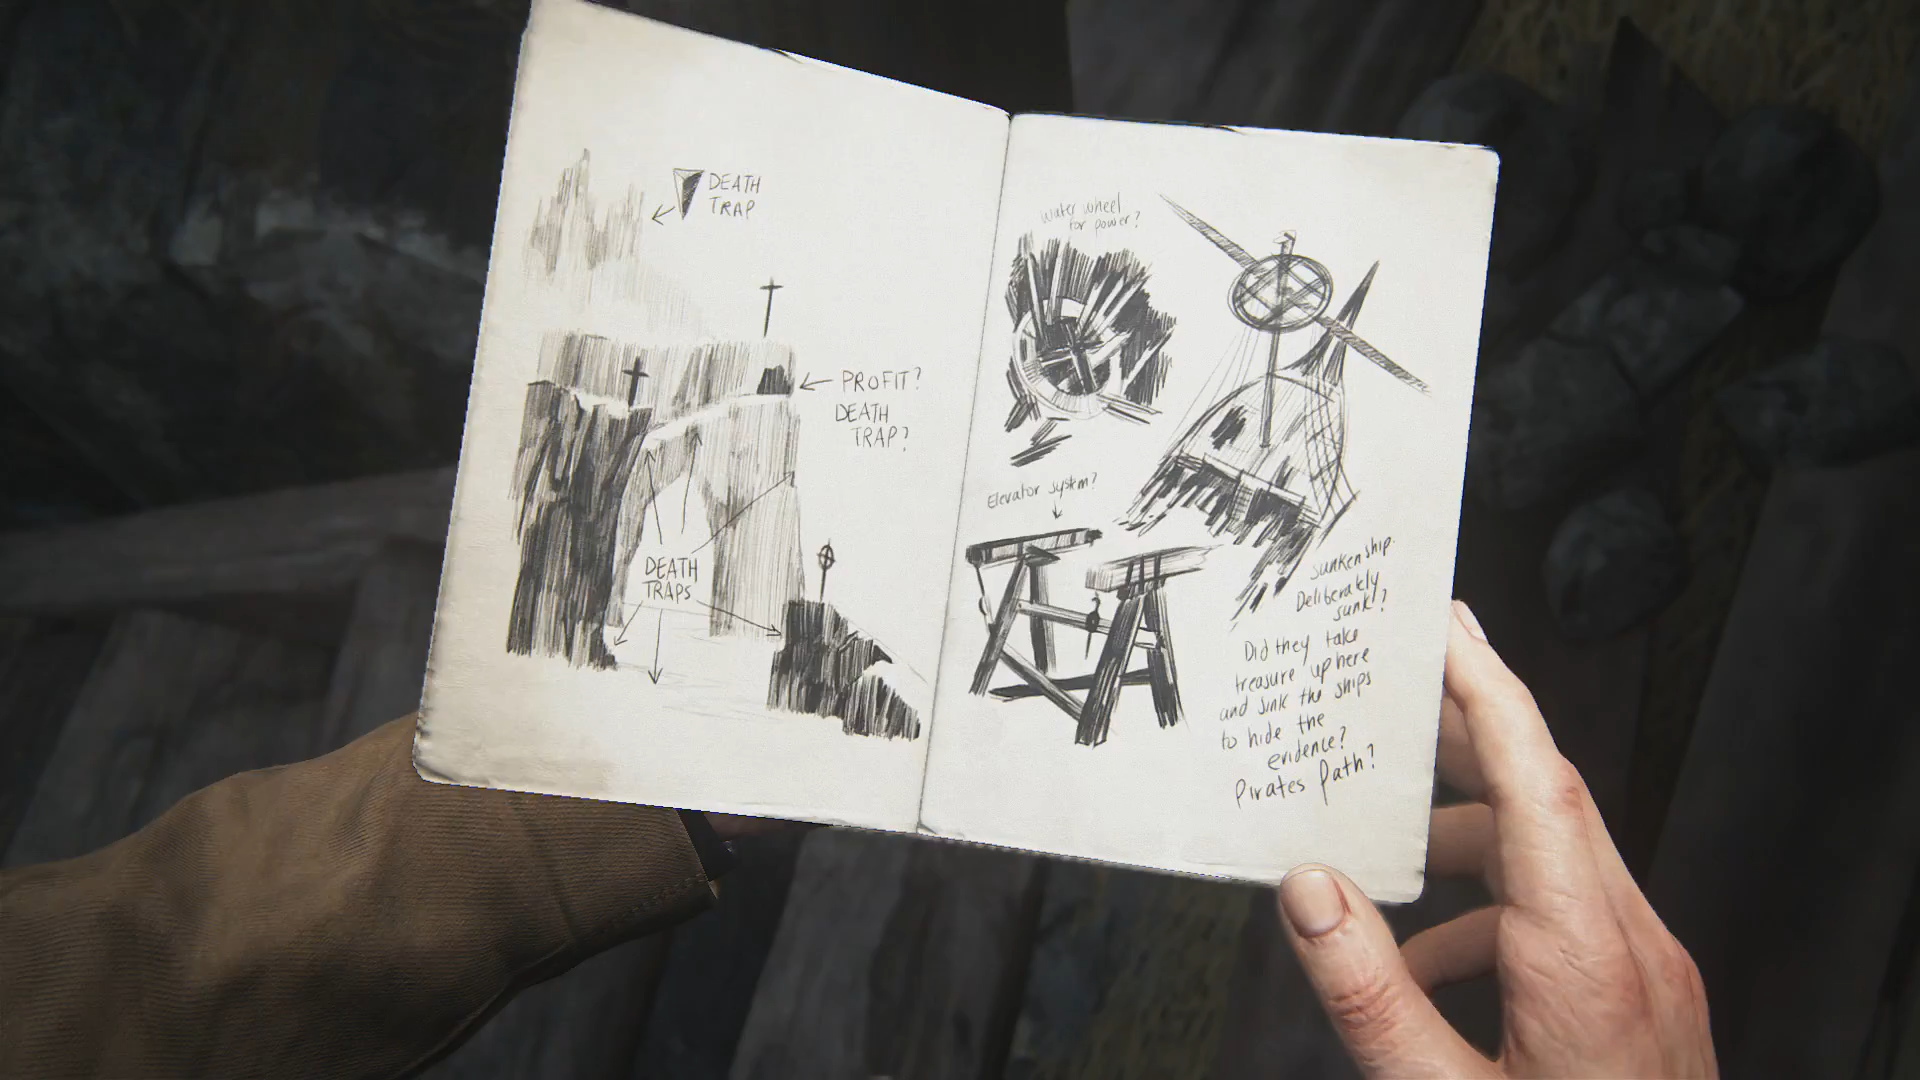 DEATH
TRAP
PROFIT?
DEATH
TRAP?
DEATH
TRAPS
Water wheel
for power?
Elevator system?
Sunken ship.
Deliberately
sunk!?
Did they take
treasure up here
and sink the ships
to hide the
evidence?
Pirates Path?